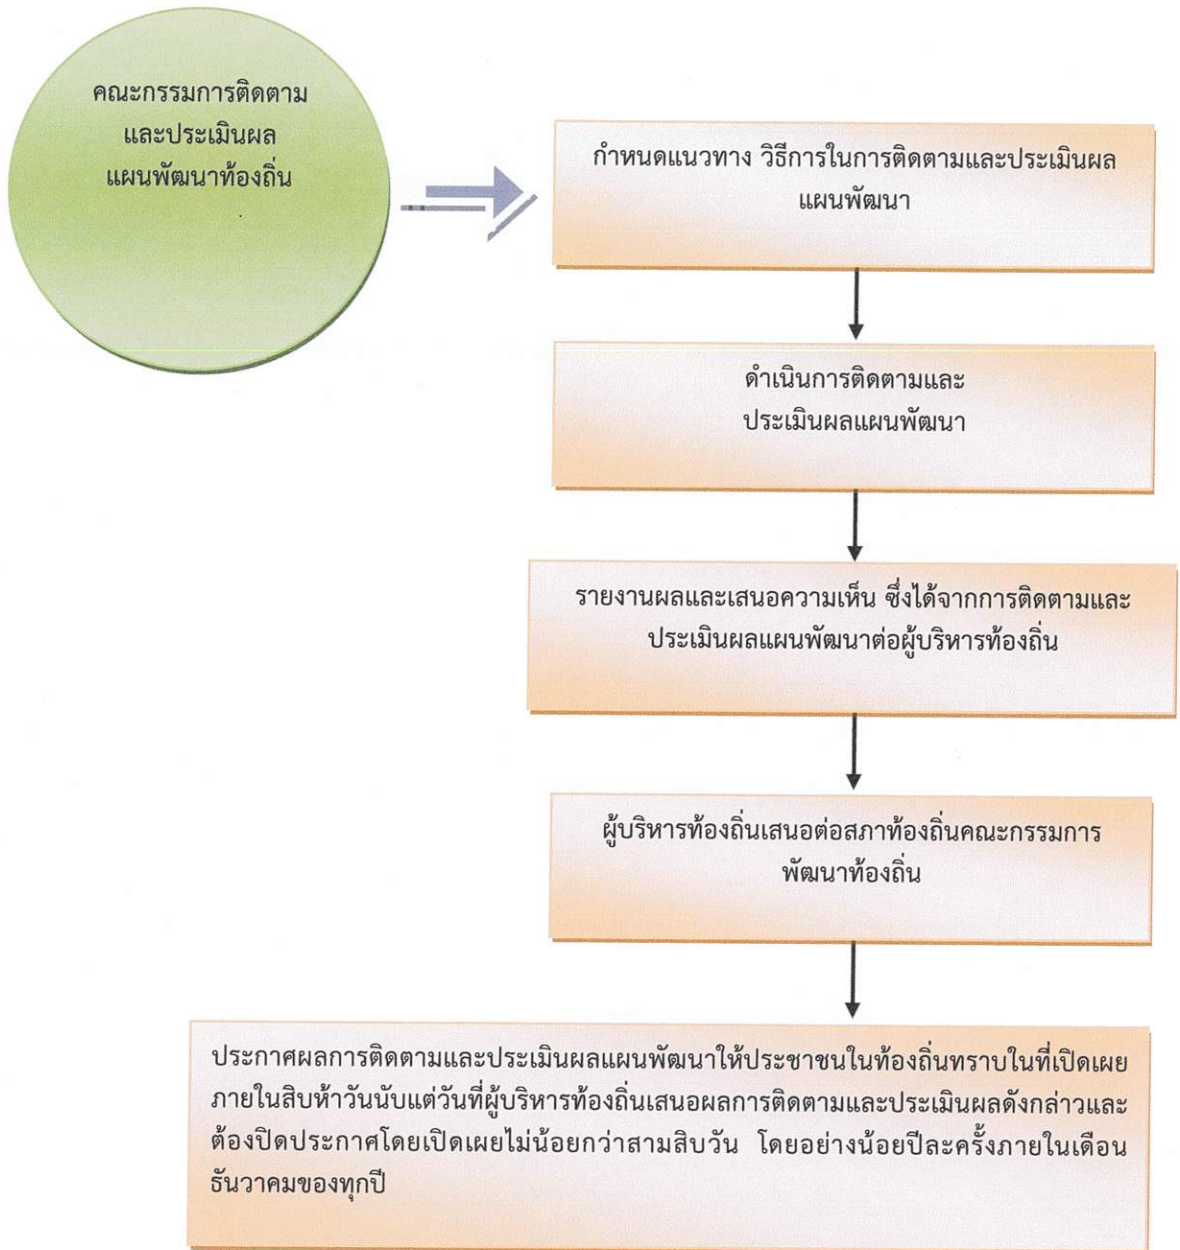 คณะกรรมการติดตาม
และประเมินผล
แผนพัฒนาท้องถิ่น
กำหนดแนวทาง วิธีการในการติดตามและประเมินผล
แผนพัฒนา
ดำเนินการติดตามและ
ประเมินผลแผนพัฒนา
รายงานผลและเสนอความเห็น ซึ่งได้จากการติดตามและ
ประเมินผลแผนพัฒนาต่อผู้บริหารท้องถิ่น
ผู้บริหารท้องถิ่นเสนอต่อสภาท้องถิ่นคณะกรรมการ
พัฒนาท้องถิ่น
ประกาศผลการติดตามและประเมินผลแผนพัฒนาให้ประชาชนในท้องถิ่นทราบในที่เปิดเผย
ภายในสิบห้าวันนับแต่วันที่ผู้บริหารท้องถิ่นเสนอผลการติดตามและประเมินผลดังกล่าวและ
ต้องปิดประกาศโดยเปิดเผยไม่น้อยกว่าสามสิบวัน โดยอย่างน้อยปีละครั้งภายในเดือน
ธันวาคมของทุกปี